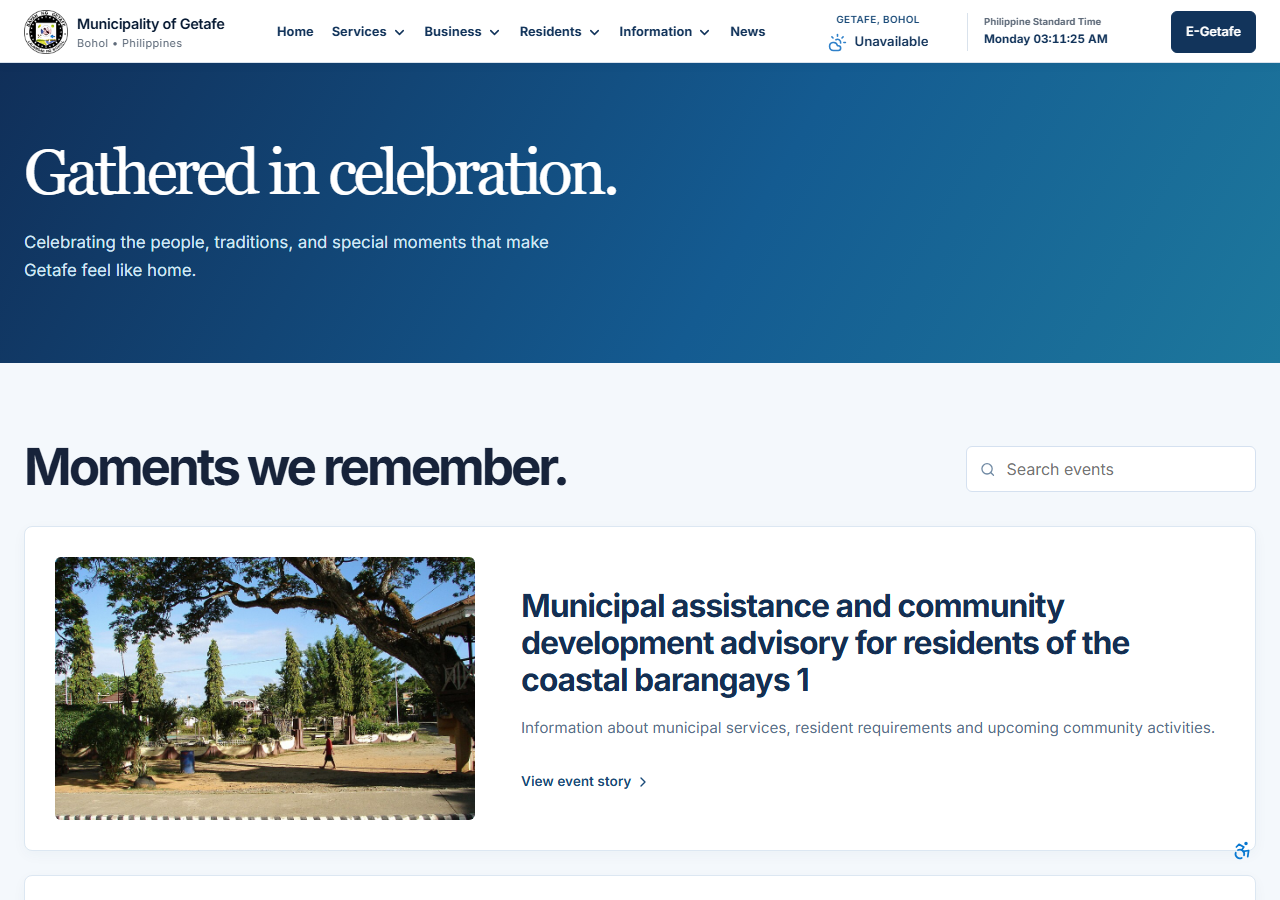 Municipality of Getafe
Bohol • Philippines
Home
Services
Business
Residents
Information
News
GETAFE, BOHOL
Unavailable
Philippine Standard Time
Monday 03:11:25 AM
E-Getafe
Gathered in celebration.
Celebrating the people, traditions, and special moments that make
Getafe feel like home.
Moments we remember.
Search events
Municipal assistance and community
development advisory for residents of the
coastal barangays 1
Information about municipal services, resident requirements and upcoming community activities.
View event story